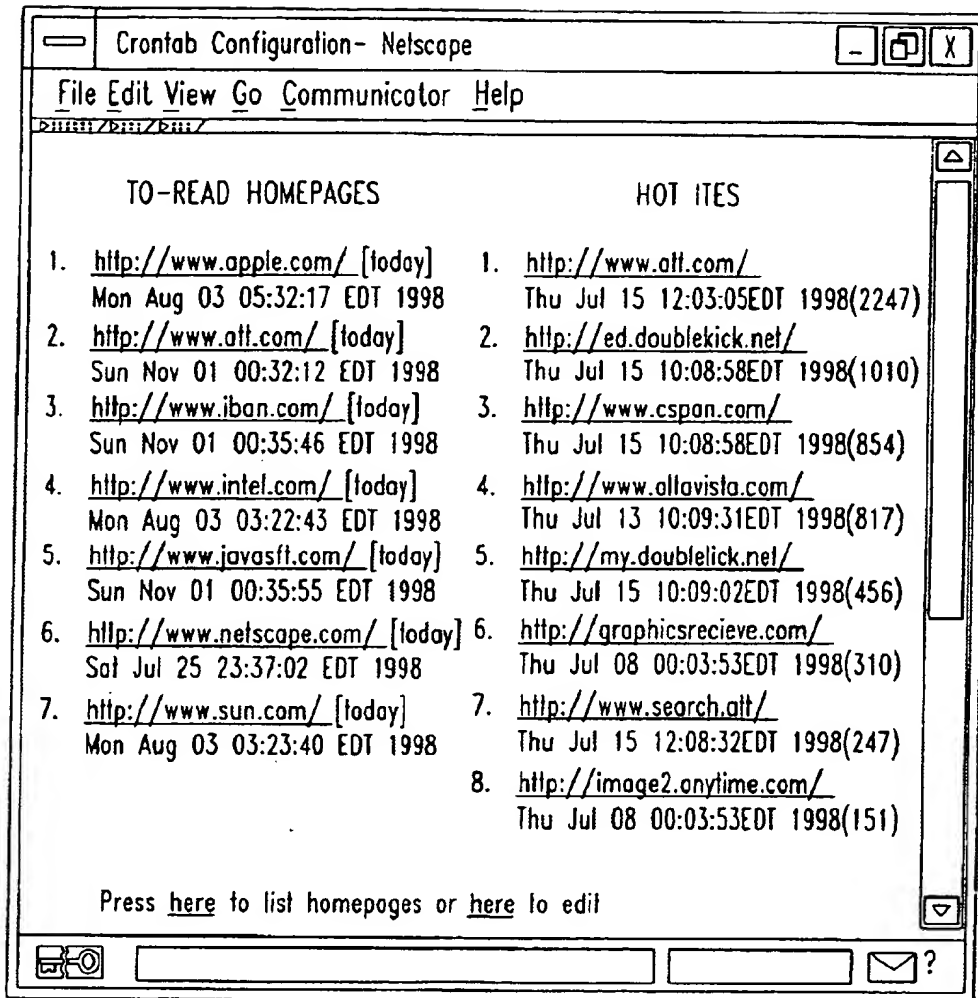 Crontab Configuration- Netscape
- X
File Edit View Go Communicator Help
TO-READ HOMEPAGES
1. http://www.apple.com/ [today]
Mon Aug 03 05:32:17 EDT 1998
2. http://www.att.com/ [today]
Sun Nov 01 00:32:12 EDT 1998
3. http://www.iban.com/ [today]
Sun Nov 01 00:35:46 EDT 1998
4. http://www.intel.com/ [today]
Mon Aug 03 03:22:43 EDT 1998
5. http://www.javasft.com/ [today]
Sun Nov 01 00:35:55 EDT 1998
6. http://www.netscape.com/ [today]
Sat Jul 25 23:37:02 EDT 1998
7. http://www.sun.com/ [today]
Mon Aug 03 03:23:40 EDT 1998
HOT ITES
1. http://www.att.com/
Thu Jul 15 12:03:05EDT 1998(2247)
2. http://ed.doublekick.net/
Thu Jul 15 10:08:58EDT 1998(1010)
3. http://www.cspan.com/
Thu Jul 15 10:08:58EDT 1998(854)
4. http://www.altavista.com/
Thu Jul 13 10:09:31EDT 1998(817)
5. http://my.doublelick.net/
Thu Jul 15 10:09:02EDT 1998(456)
6. http://graphicsrecieve.com/
Thu Jul 08 00:03:53EDT 1998(310)
7. http://www.search.att/
Thu Jul 15 12:08:32EDT 1998(247)
8. http://image2.anytime.com/
Thu Jul 08 00:03:53EDT 1998(151)
Press here to list homepages or here to edit
?